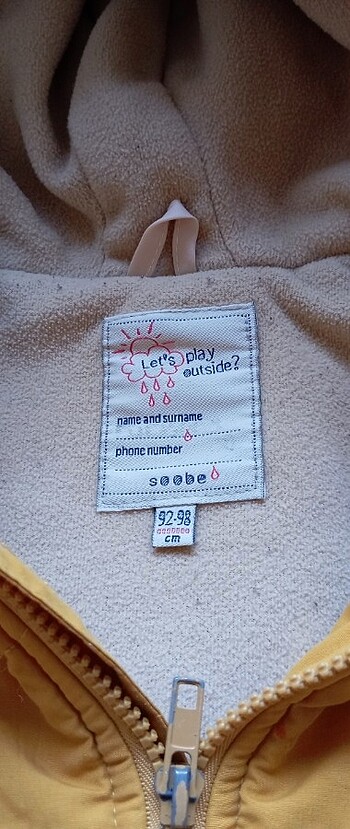 Let's play
outside?
name and surname
phone number
soobe
92-98
cm